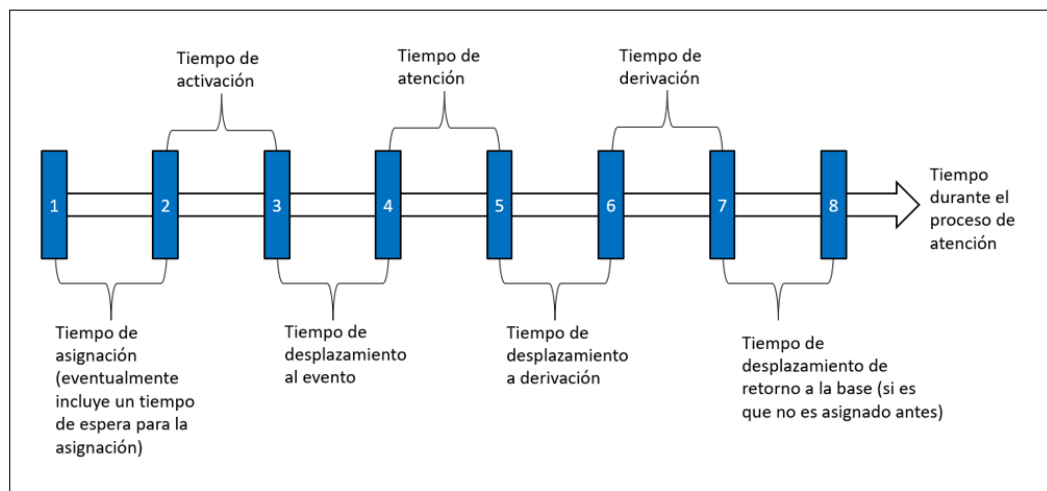 Tiempo de
activación
Tiempo de
atención
Tiempo de
derivación
1
2
3
4
5
6
7
8
Tiempo
durante el
proceso de
atención
Tiempo de
asignación
(eventualmente
incluye un tiempo
de espera para la
asignación)
Tiempo de
desplazamiento
al evento
Tiempo de
desplazamiento
a derivación
Tiempo de
desplazamiento de
retorno a la base (si es
que no es asignado antes)